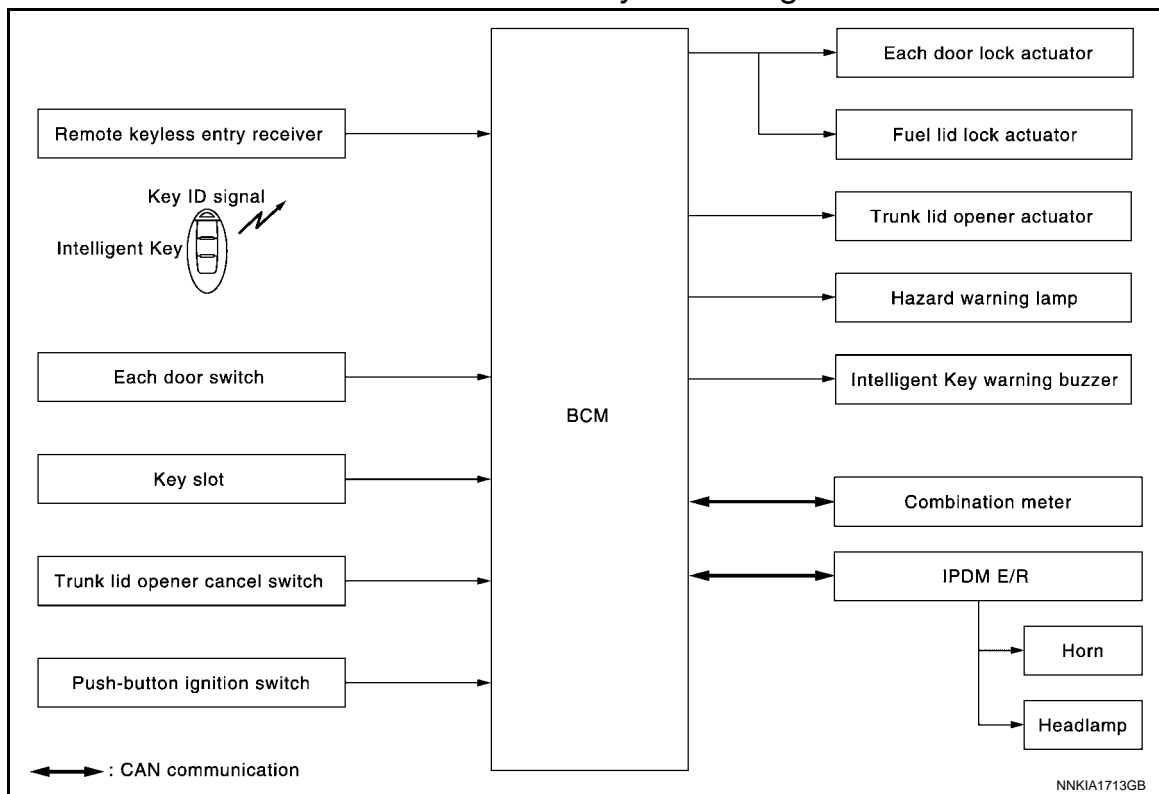 Each door lock actuator
Remote keyless entry receiver
Fuel lid lock actuator
Key ID signal
Intelligent Key
Trunk lid opener actuator
Hazard warning lamp
Each door switch
Intelligent Key warning buzzer
BCM
Key slot
Combination meter
Trunk lid opener cancel switch
IPDM E/R
Horn
Push-button ignition switch
Headlamp
: CAN communication
NNKIA1713GB